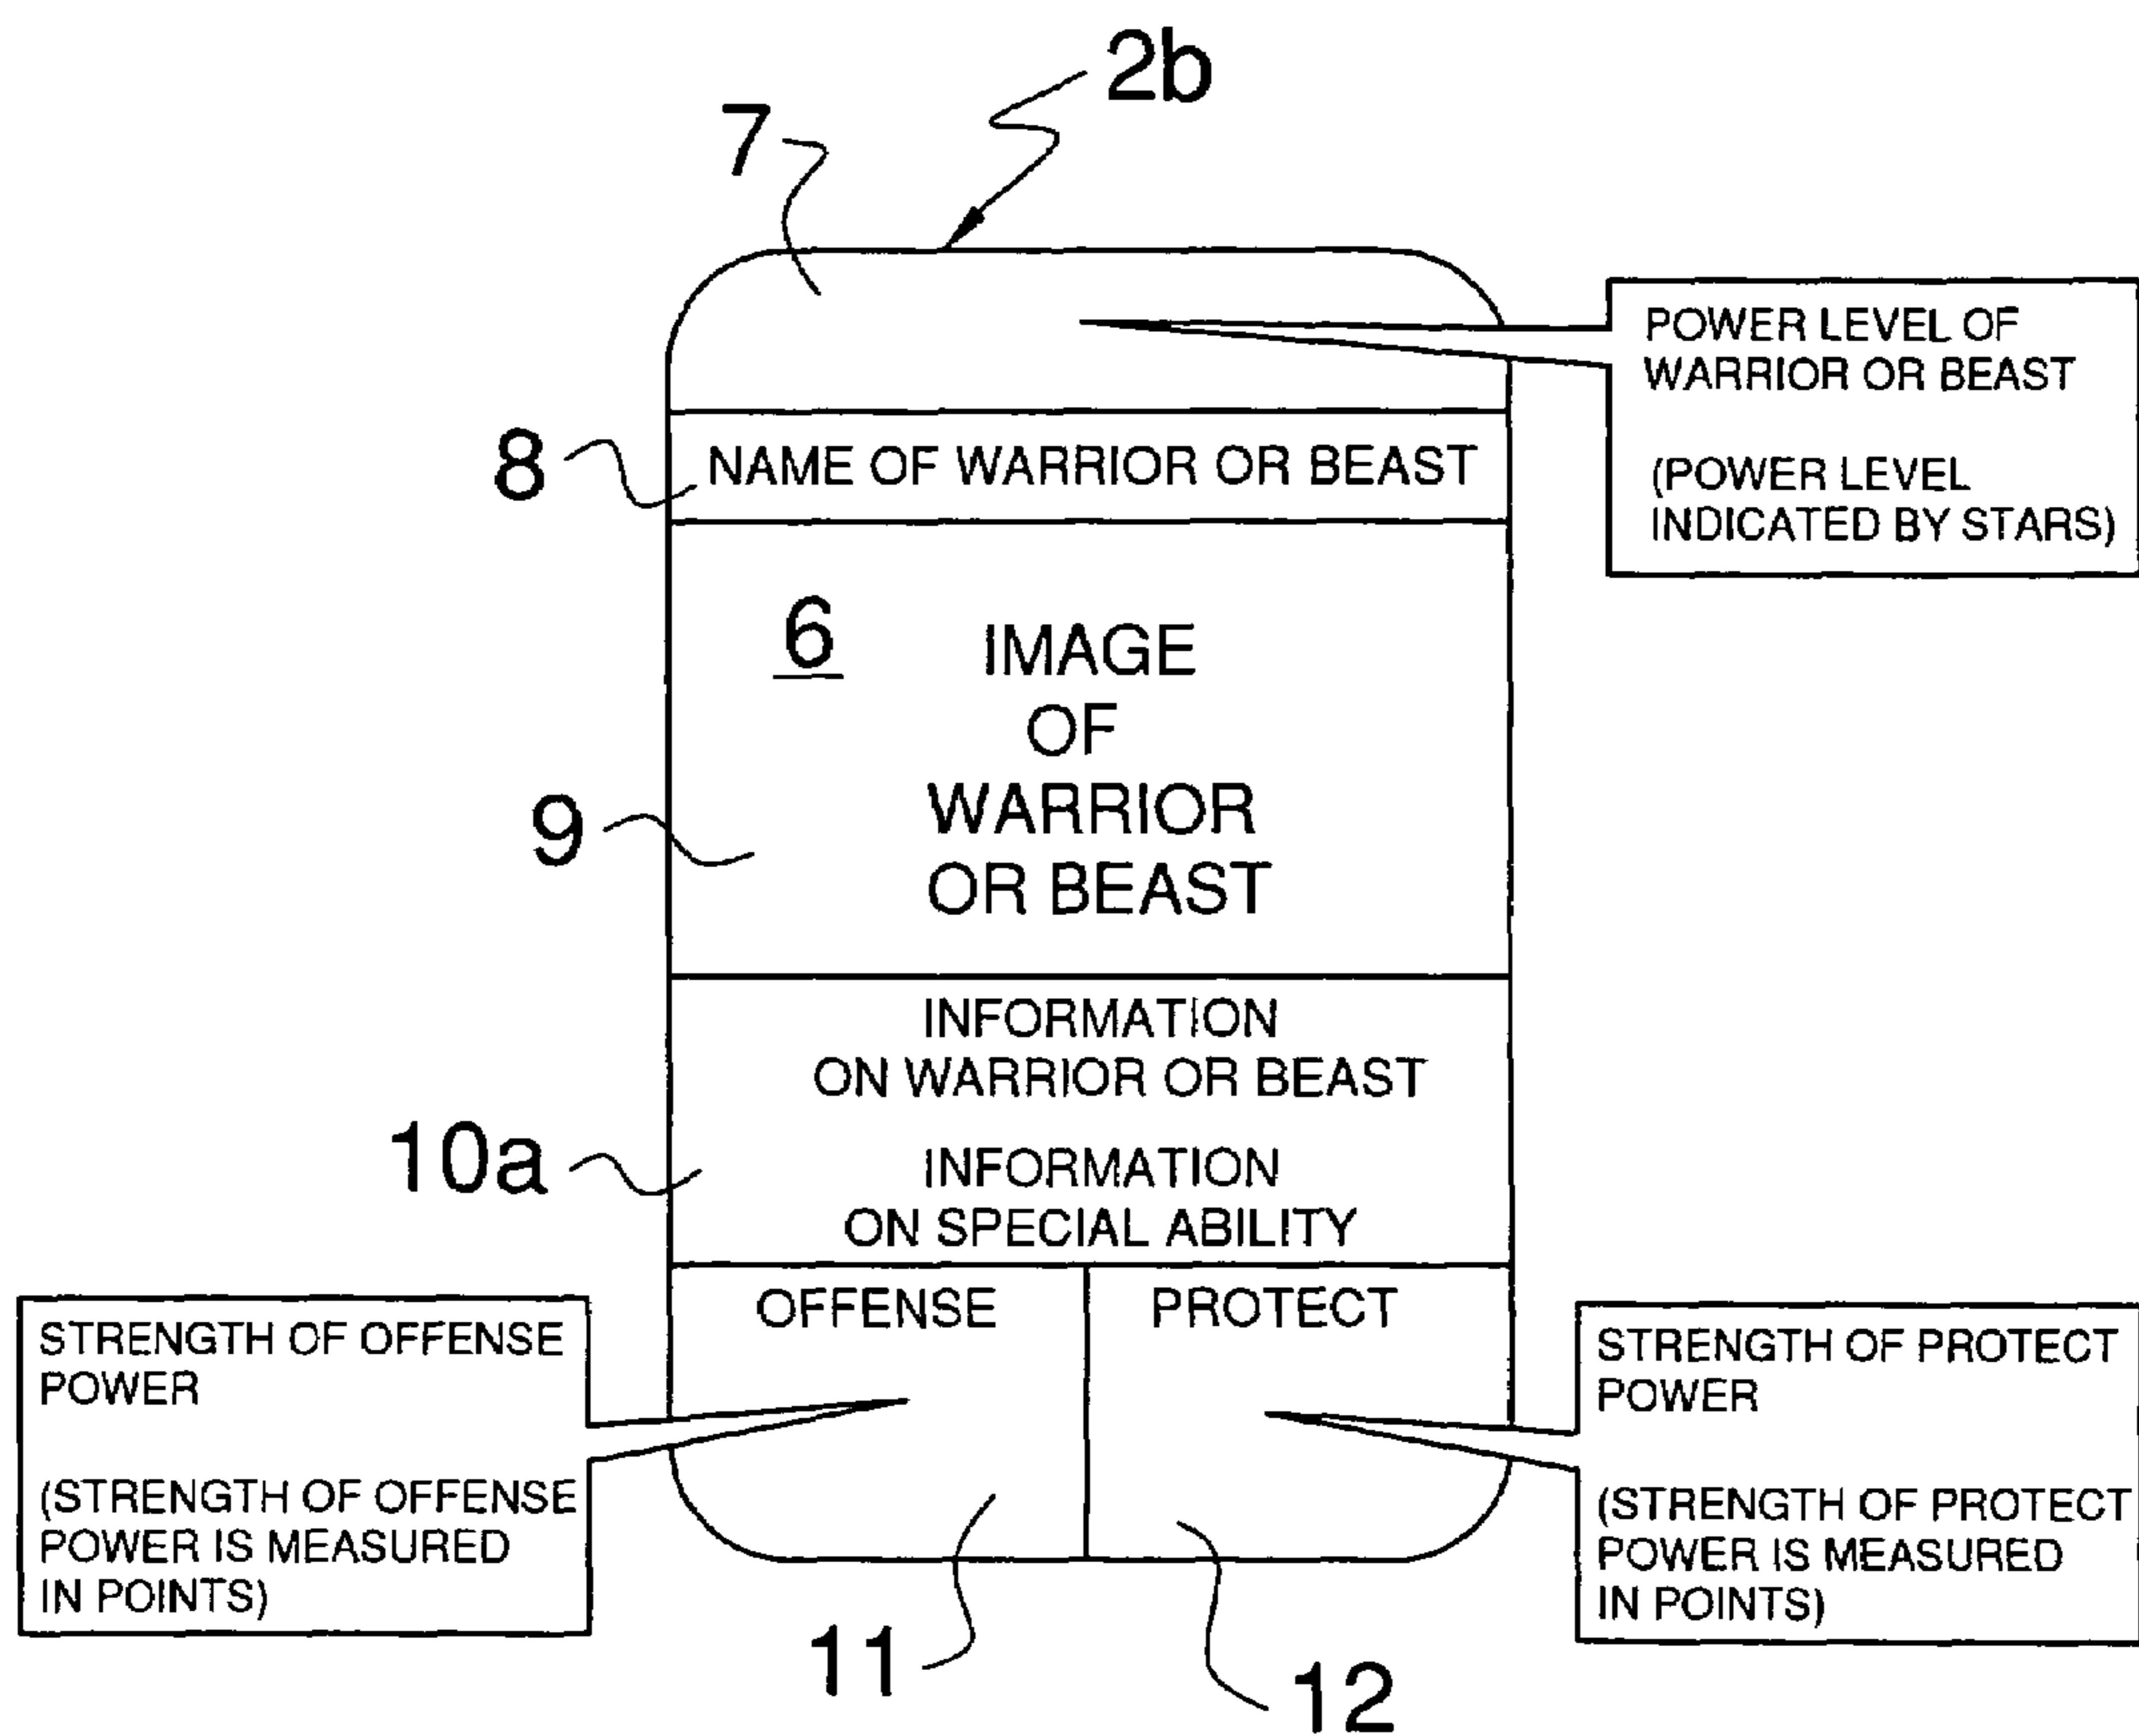 2b
7
POWER LEVEL OF
WARRIOR OR BEAST
(POWER LEVEL
INDICATED BY STARS)
8
NAME OF WARRIOR OR BEAST
6
IMAGE
OF
WARRIOR
OR BEAST
9
INFORMATION
ON WARRIOR OR BEAST
10a
INFORMATION
ON SPECIAL ABILITY
OFFENSE
PROTECT
STRENGTH OF OFFENSE
POWER
(STRENGTH OF OFFENSE
POWER IS MEASURED
IN POINTS)
STRENGTH OF PROTECT
POWER
(STRENGTH OF PROTECT
POWER IS MEASURED
IN POINTS)
11
12